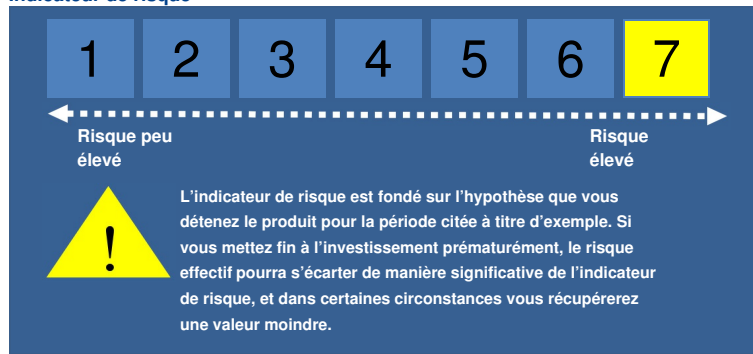 Indicateur de risque
1 2 3 4 5 6 7
Risque peu Risque
élevé élevé
L'indicateur de risque est fondé sur l'hypothèse que vous
détenez le produit pour la période citée à titre d'exemple. Si
vous mettez fin à l'investissement prématurément, le risque
! effectif pourra s'écarter de manière significative de l'indicateur
de risque, et dans certaines circonstances vous récupérerez
une valeur moindre.